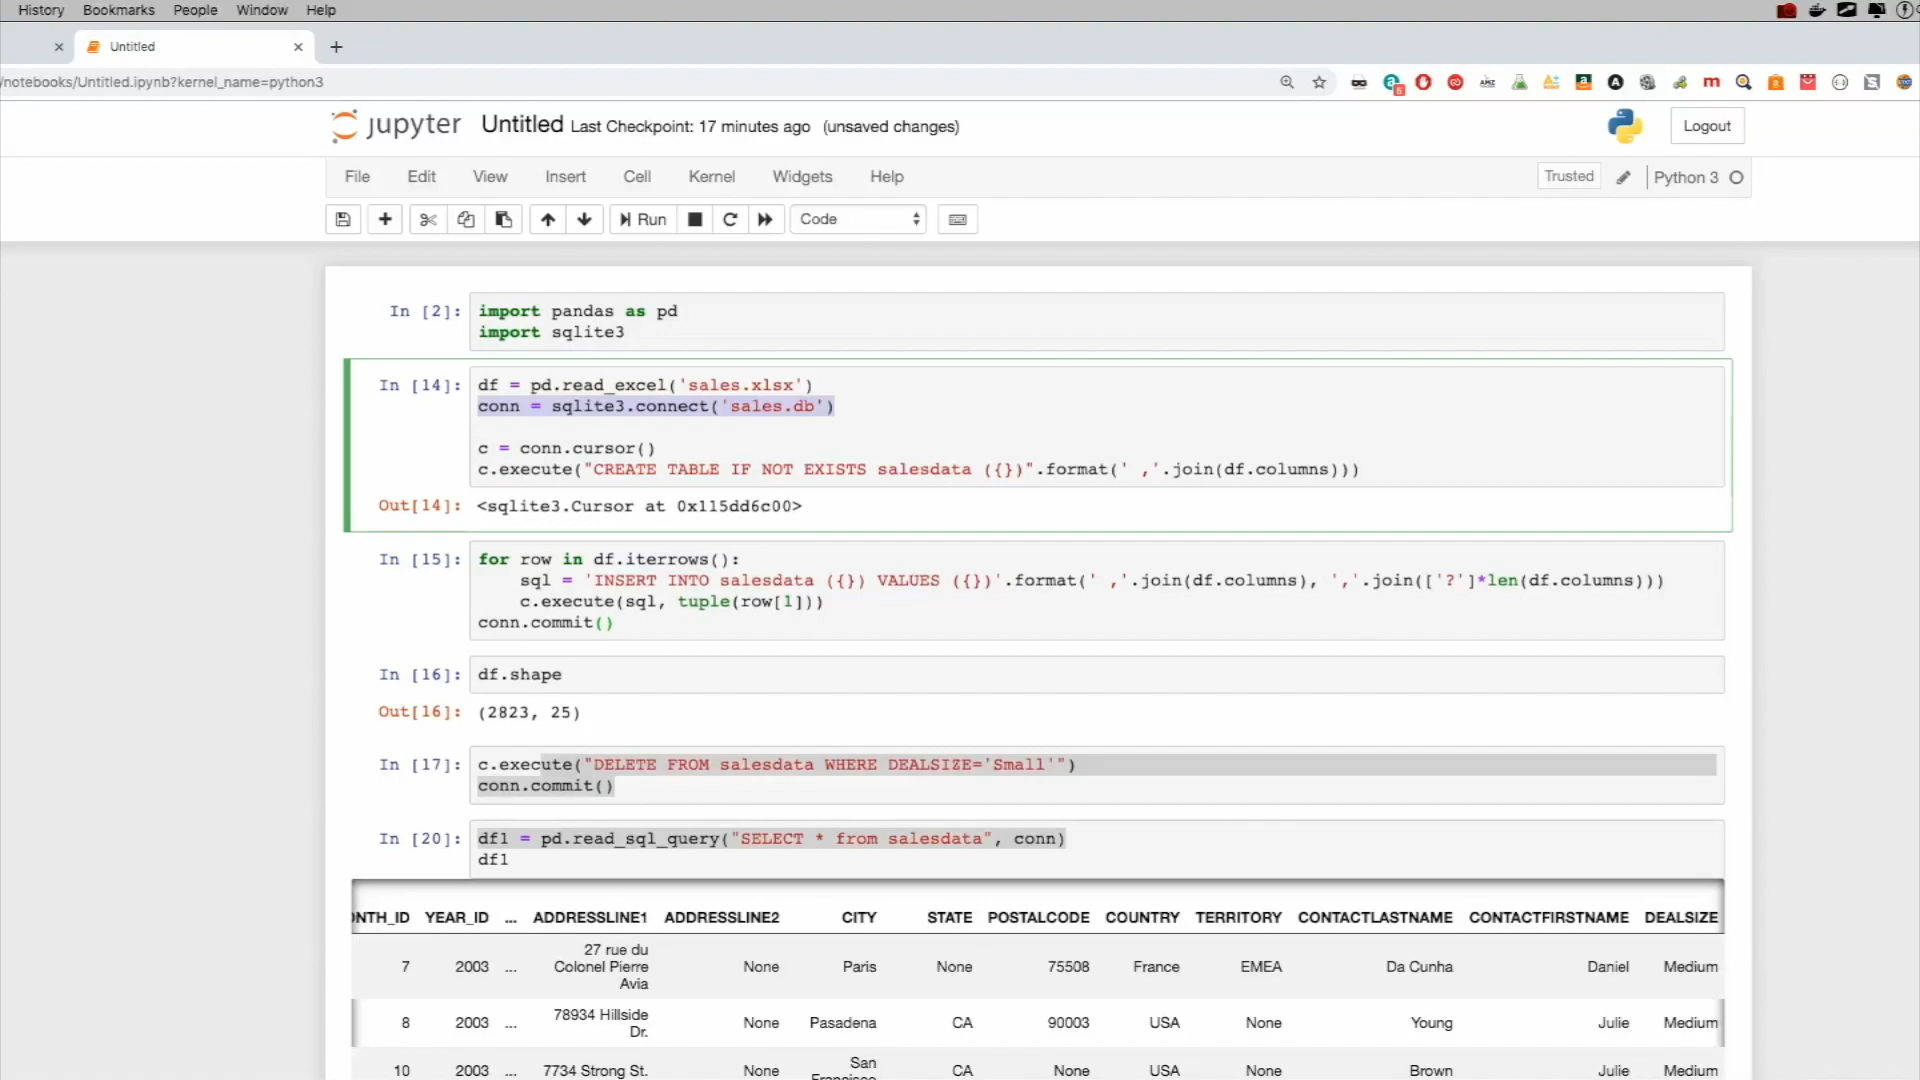 History Bookmarks People Window Help
Untitled
/notebooks/Untitled.ipynb?kernel_name=python3
jupyter Untitled Last Checkpoint: 17 minutes ago (unsaved changes)
Logout
File Edit View Insert Cell Kernel Widgets Help
Trusted Python 3
Run Code
In [2]: import pandas as pd
import sqlite3
In [14]: df = pd.read_excel('sales.xlsx')
conn = sqlite3.connect('sales.db')
c = conn.cursor()
c.execute("CREATE TABLE IF NOT EXISTS salesdata ({})".format(' ,'.join(df.columns)))
Out[14]: <sqlite3.Cursor at 0x115dd6c00>
In [15]: for row in df.iterrows():
sql = 'INSERT INTO salesdata ({}) VALUES ({})'.format(' ,'.join(df.columns), ','.join(['?']*len(df.columns)))
c.execute(sql, tuple(row[1]))
conn.commit()
In [16]: df.shape
Out[16]: (2823, 25)
In [17]: c.execute("DELETE FROM salesdata WHERE DEALSIZE='Small'")
conn.commit()
In [20]: df1 = pd.read_sql_query("SELECT * from salesdata", conn)
df1
NTH_ID YEAR_ID ... ADDRESSLINE1 ADDRESSLINE2 CITY STATE POSTALCODE COUNTRY TERRITORY CONTACTLASTNAME CONTACTFIRSTNAME DEALSIZE
7 2003 ... 27 rue du Colonel Pierre Avia None Paris None 75508 France EMEA Da Cunha Daniel Medium
8 2003 ... 78934 Hillside Dr. None Pasadena CA 90003 USA None Young Julie Medium
10 2003 ... 7734 Strong St. None San Francisco CA None USA None Brown Julie Medium